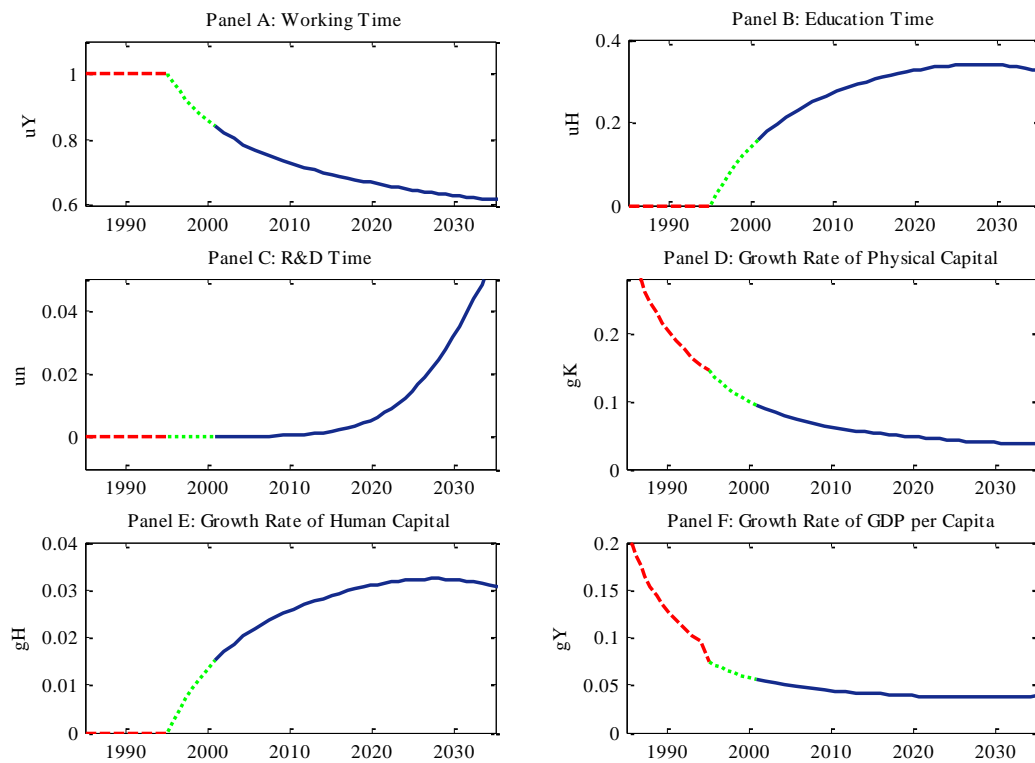 Panel A: Working Time
1
0.8
0.6
uY
1990 2000 2010 2020 2030
Panel B: Education Time
0.4
0.2
0
uH
1990 2000 2010 2020 2030
Panel C: R&D Time
0.04
0.02
0
un
1990 2000 2010 2020 2030
Panel D: Growth Rate of Physical Capital
0.2
0.1
0
gK
1990 2000 2010 2020 2030
Panel E: Growth Rate of Human Capital
0.04
0.03
0.02
0.01
0
gH
1990 2000 2010 2020 2030
Panel F: Growth Rate of GDP per Capita
0.2
0.15
0.1
0.05
0
gY
1990 2000 2010 2020 2030